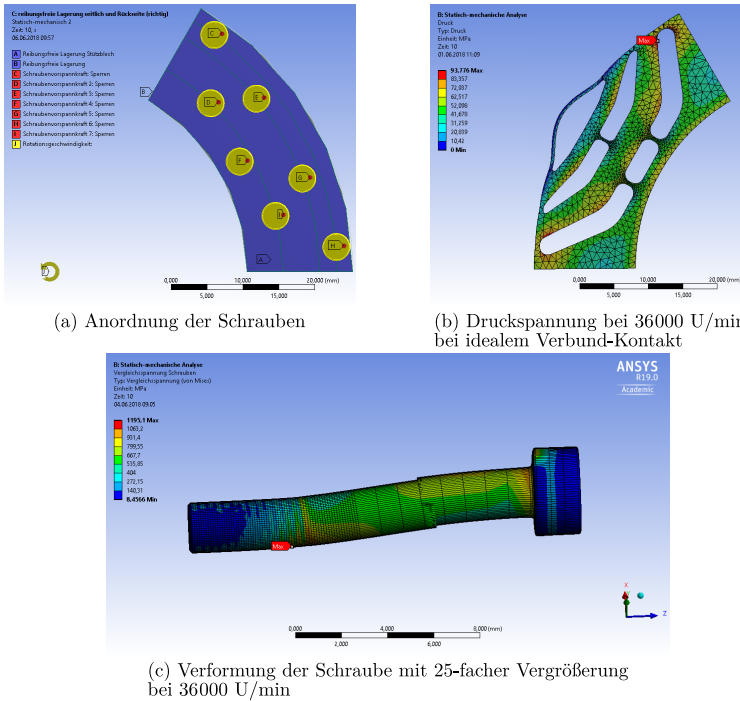 C: reibungsfreie Lagerung seitlich und Rückseite (richtig)
Statisch-mechanisch 2
Zeit: 10, s
06.06.2018 09:57
A Reibungsfreie Lagerung Stützblech
B Reibungsfreie Lagerung
C Schraubenvorspannkraft: Sperren
D Schraubenvorspannkraft 2: Sperren
E Schraubenvorspannkraft 3: Sperren
F Schraubenvorspannkraft 4: Sperren
G Schraubenvorspannkraft 5: Sperren
H Schraubenvorspannkraft 6: Sperren
I Schraubenvorspannkraft 7: Sperren
J Rotationsgeschwindigkeit:
C
B
D
E
F
G
I
H
A
J
0,000 10,000 20,000 (mm)
5,000 15,000
(a) Anordnung der Schrauben
B: Statisch-mechanische Analyse
Druck
Typ: Druck
Einheit: MPa
Zeit: 10
01.06.2018 11:09
93,776 Max
83,357
72,937
62,517
52,098
41,678
31,259
20,839
10,42
0 Min
Max
0,000 10,000 20,000 (mm)
5,000 15,000
(b) Druckspannung bei 36000 U/min
bei idealem Verbund-Kontakt
B: Statisch-mechanische Analyse
Vergleichsspannung Schrauben
Typ: Vergleichsspannung (von Mises)
Einheit: MPa
Zeit: 10
04.06.2018 09:05
1195,1 Max
1063,2
931,4
799,55
667,7
535,85
404
272,15
140,31
8,4566 Min
ANSYS
R19.0
Academic
Max
0,000 4,000 8,000 (mm)
2,000 6,000
X
Z
(c) Verformung der Schraube mit 25-facher Vergrößerung
bei 36000 U/min